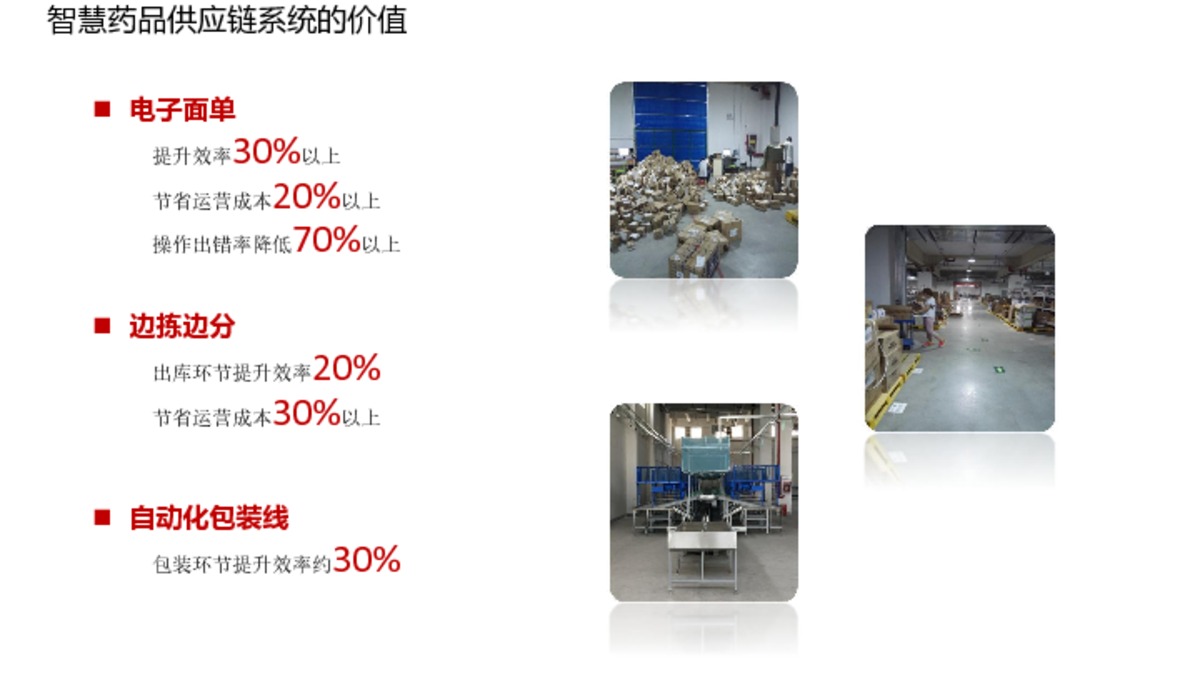 智慧药品供应链系统的价值
■ 电子面单
提升效率30%以上
节省运营成本20%以上
操作出错率降低70%以上
■ 边拣边分
出库环节提升效率20%
节省运营成本30%以上
■ 自动化包装线
包装环节提升效率约30%